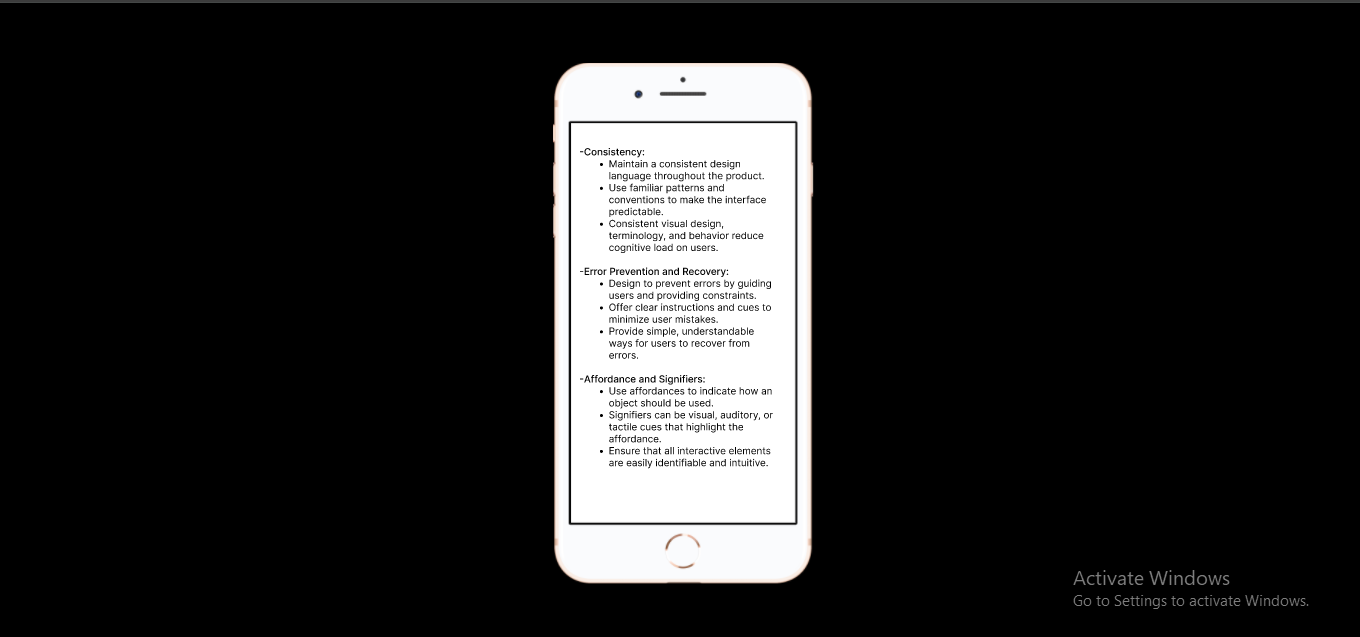 -Consistency:
• Maintain a consistent design
language throughout the product.
• Use familiar patterns and
conventions to make the interface
predictable.
• Consistent visual design,
terminology, and behavior reduce
cognitive load on users.
-Error Prevention and Recovery:
• Design to prevent errors by guiding
users and providing constraints.
• Offer clear instructions and cues to
minimize user mistakes.
• Provide simple, understandable
ways for users to recover from
errors.
-Affordance and Signifiers:
• Use affordances to indicate how an
object should be used.
• Signifiers can be visual, auditory, or
tactile cues that highlight the
affordance.
• Ensure that all interactive elements
are easily identifiable and intuitive.
Activate Windows
Go to Settings to activate Windows.